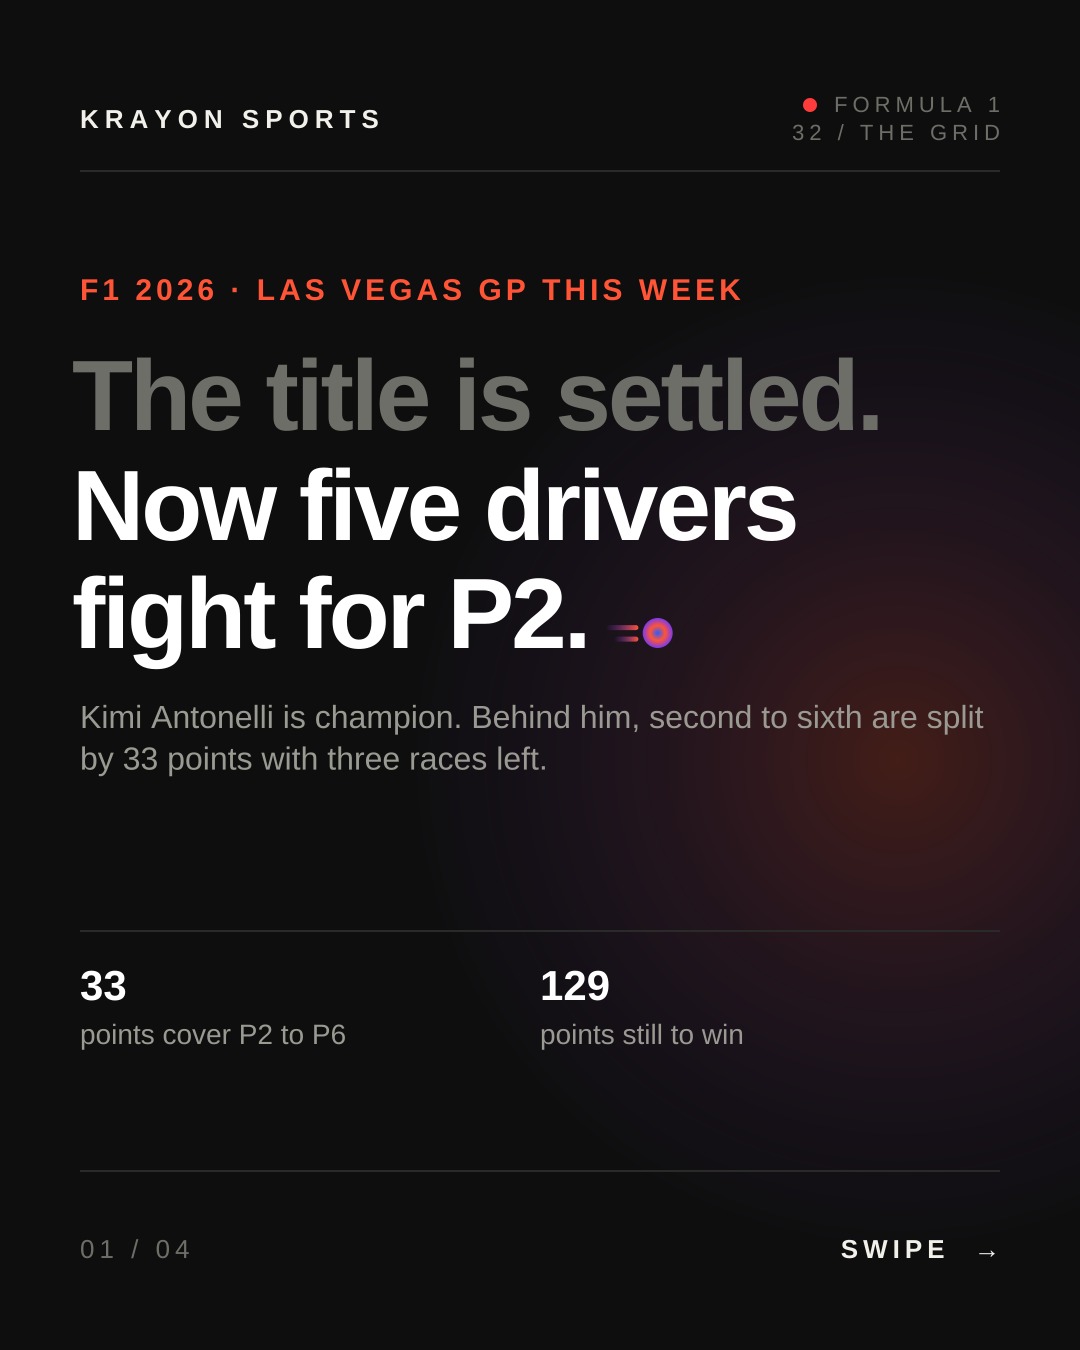 KRAYON SPORTS
FORMULA 1
32 / THE GRID
F1 2026 · LAS VEGAS GP THIS WEEK
The title is settled.
Now five drivers
fight for P2.
Kimi Antonelli is champion. Behind him, second to sixth are split
by 33 points with three races left.
33
points cover P2 to P6
129
points still to win
01 / 04
SWIPE →